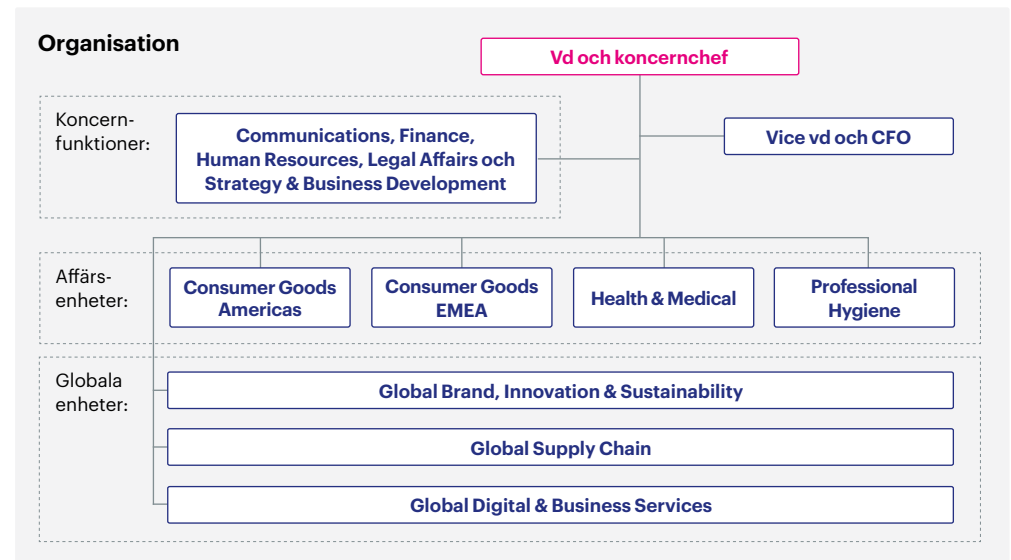 Organisation
Vd och koncernchef
Koncern-
funktioner:
Communications, Finance,
Human Resources, Legal Affairs och
Strategy & Business Development
Vice vd och CFO
Affärs-
enheter:
Consumer Goods
Americas
Consumer Goods
EMEA
Health & Medical
Professional
Hygiene
Globala
enheter:
Global Brand, Innovation & Sustainability
Global Supply Chain
Global Digital & Business Services